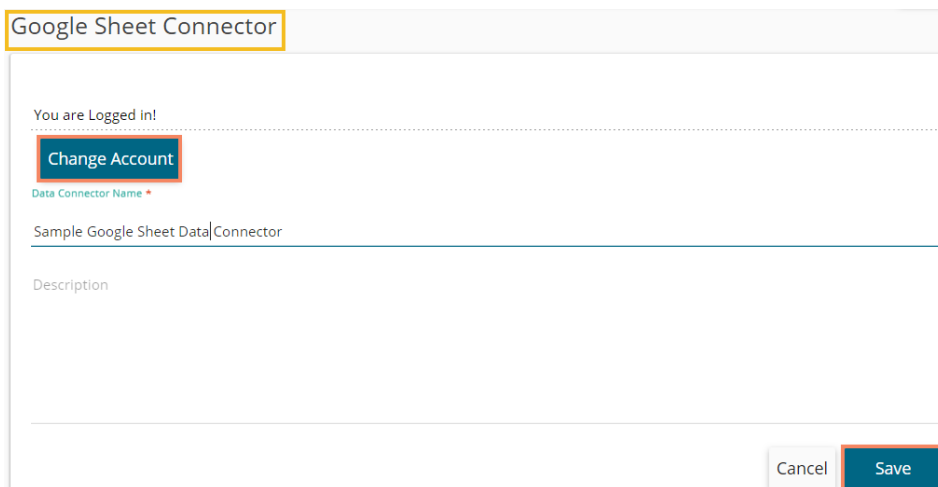 Google Sheet Connector
You are Logged in!
Change Account
Data Connector Name *
Sample Google Sheet Data Connector
Description
Cancel
Save